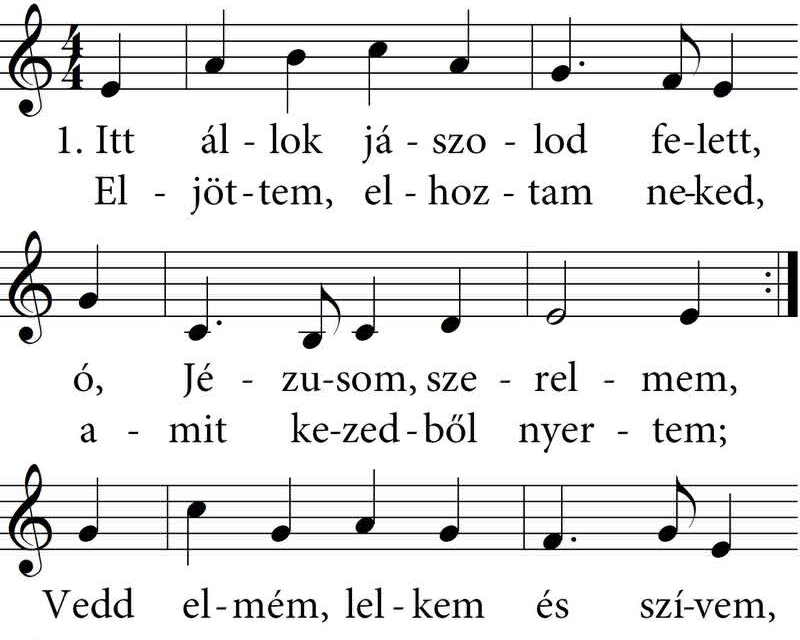 1. Itt ál - lok já - szo - lod fe-lett,
El - jöt-tem, el - hoz - tam ne-ked,
ó, Jé - zu-som, sze - rel - mem,
a - mit ke-zed-ből nyer - tem;
Vedd el-mém, lel - kem és szí-vem,